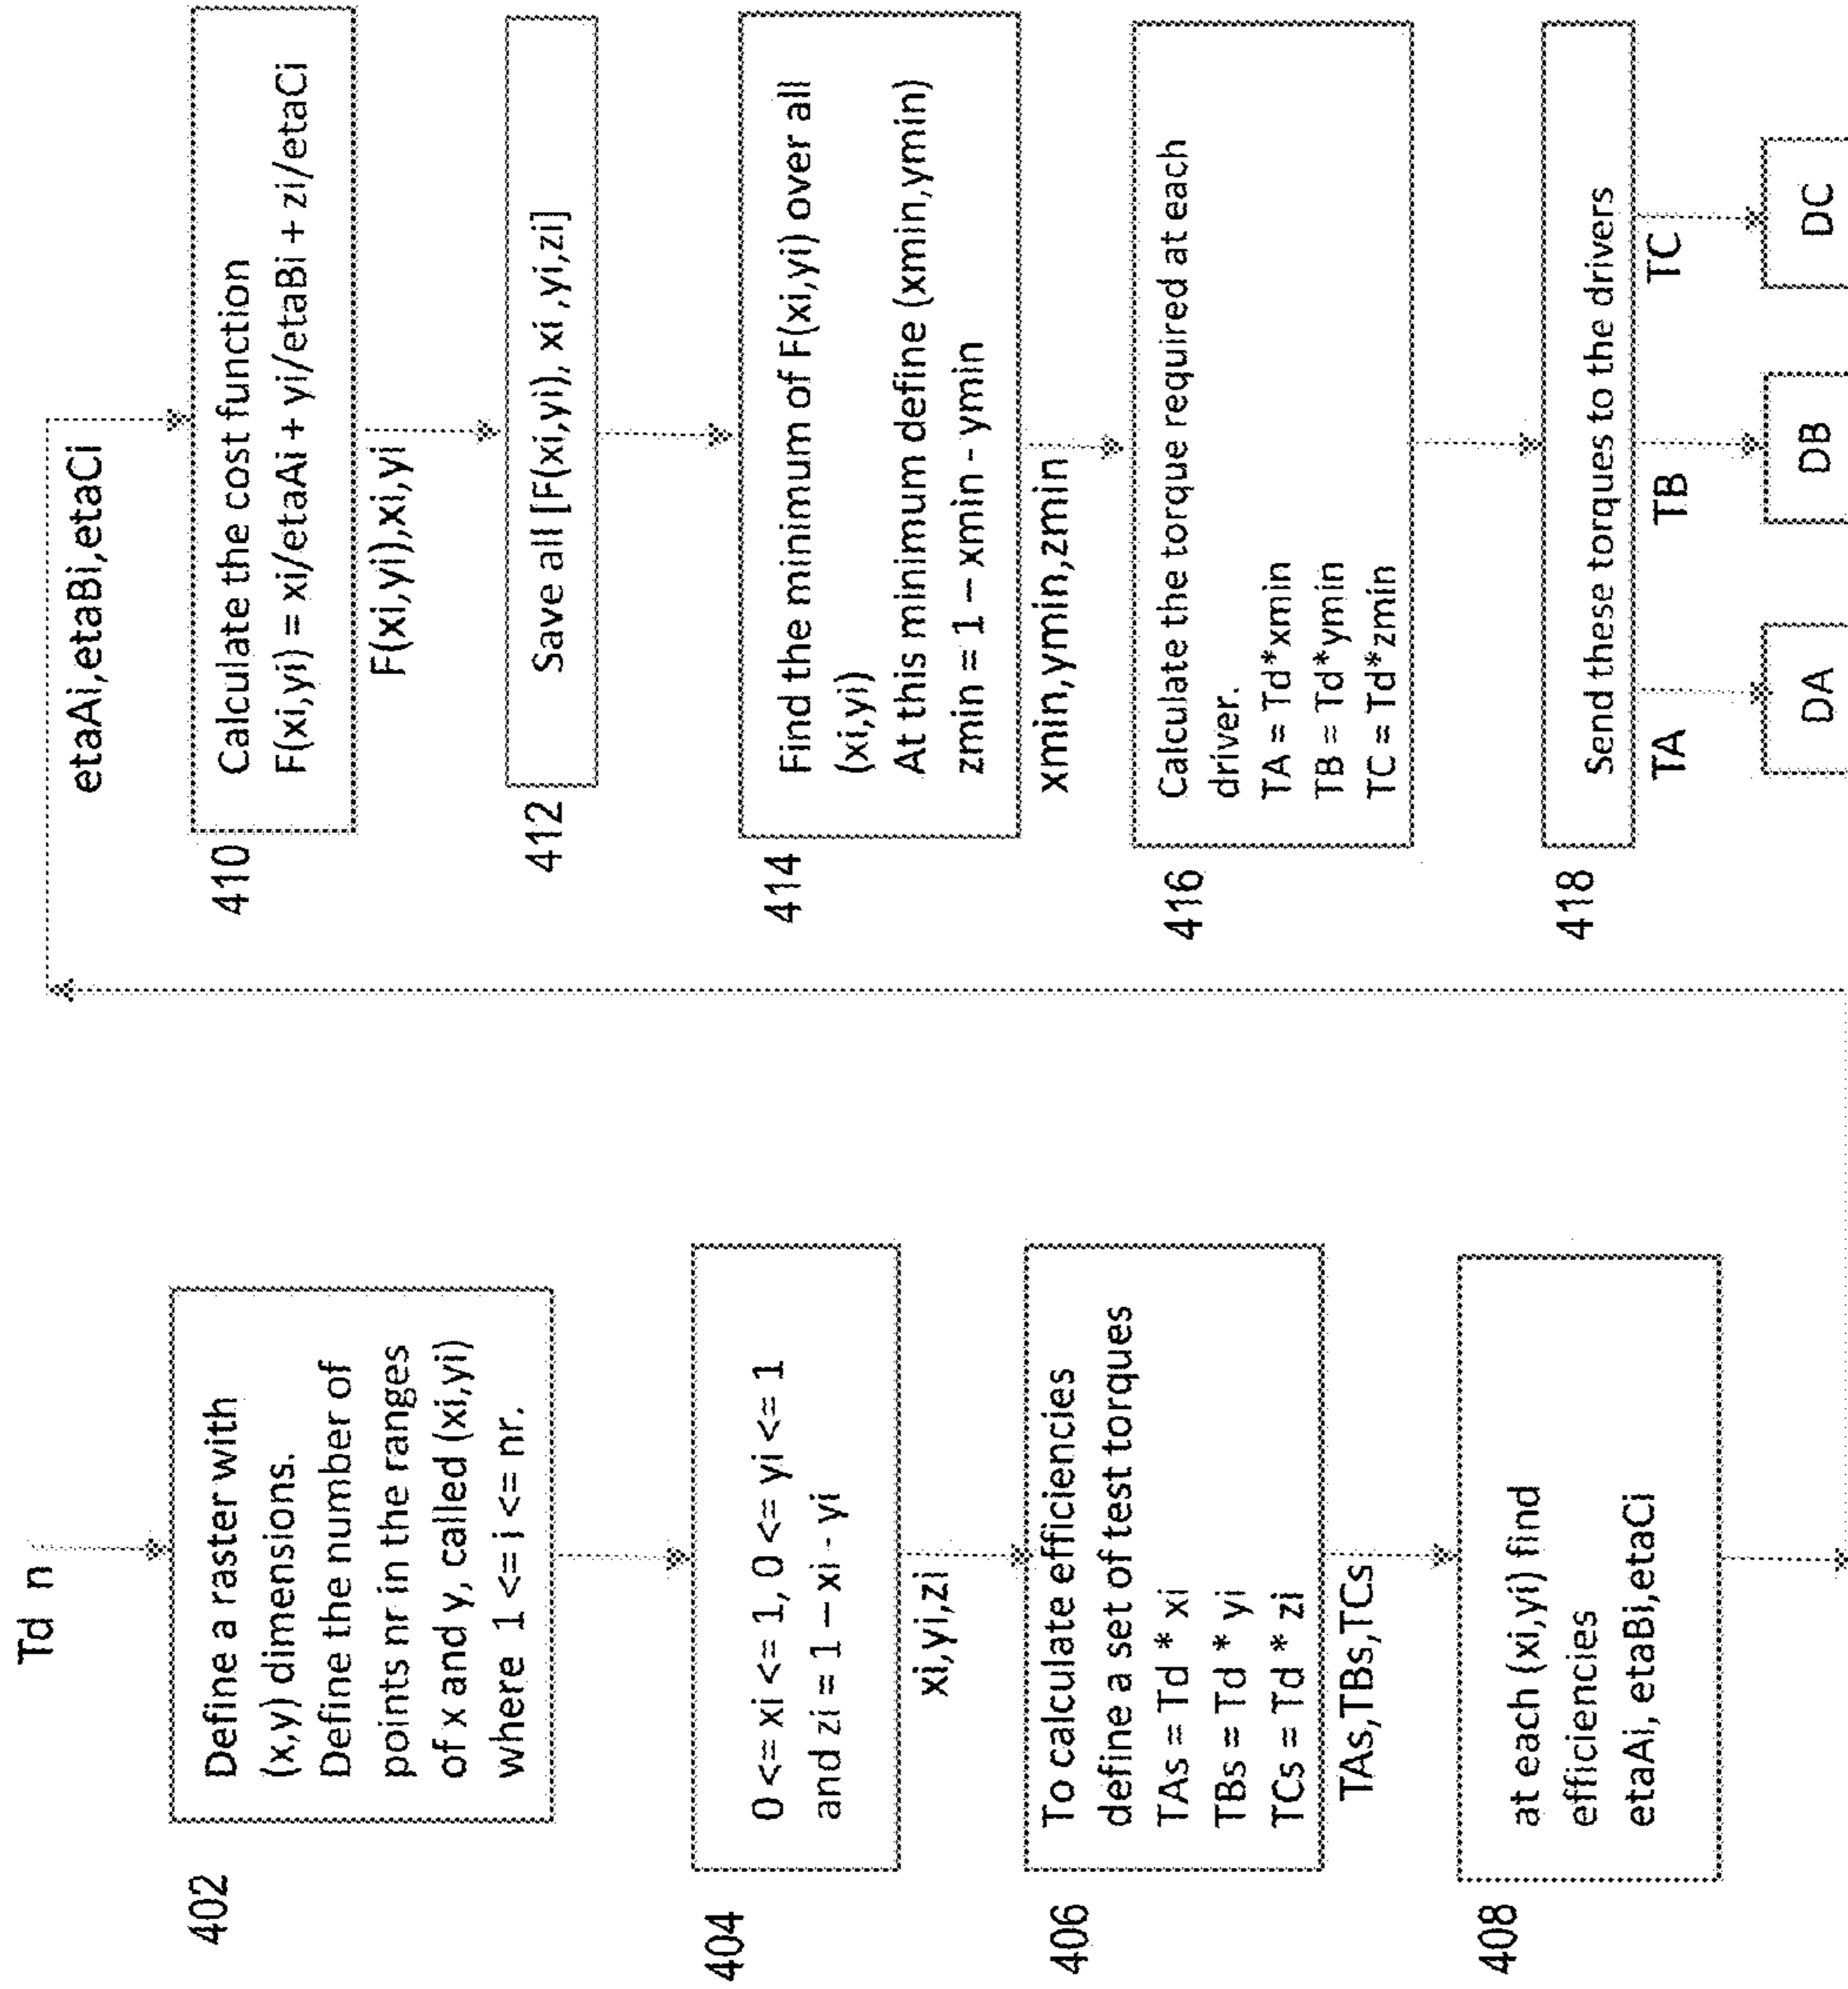 Td n
402
Define a raster with
(x,y) dimensions.
Define the number of
points nr in the ranges
of x and y, called (xi,yi)
where 1 <= i <= nr.
404
0 <= xi <= 1, 0 <= yi <= 1
and zi = 1 – xi - yi
xi,yi,zi
406
To calculate efficiencies
define a set of test torques
TAs = Td * xi
TBs = Td * yi
TCs = Td * zi
TAs,TBs,TCs
408
at each (xi,yi) find
efficiencies
etaAi, etaBi,etaCi
etaAi,etaBi,etaCi
410
Calculate the cost function
F(xi,yi) = xi/etaAi + yi/etaBi + zi/etaCi
F(xi,yi),xi,yi
412
Save all [F(xi,yi), xi ,yi,zi]
414
Find the minimum of F(xi,yi) over all
(xi,yi)
At this minimum define (xmin,ymin)
zmin = 1 – xmin - ymin
xmin,ymin,zmin
416
Calculate the torque required at each
driver.
TA = Td*xmin
TB = Td*ymin
TC = Td*zmin
418
Send these torques to the drivers
TA
TB
TC
DA
DB
DC